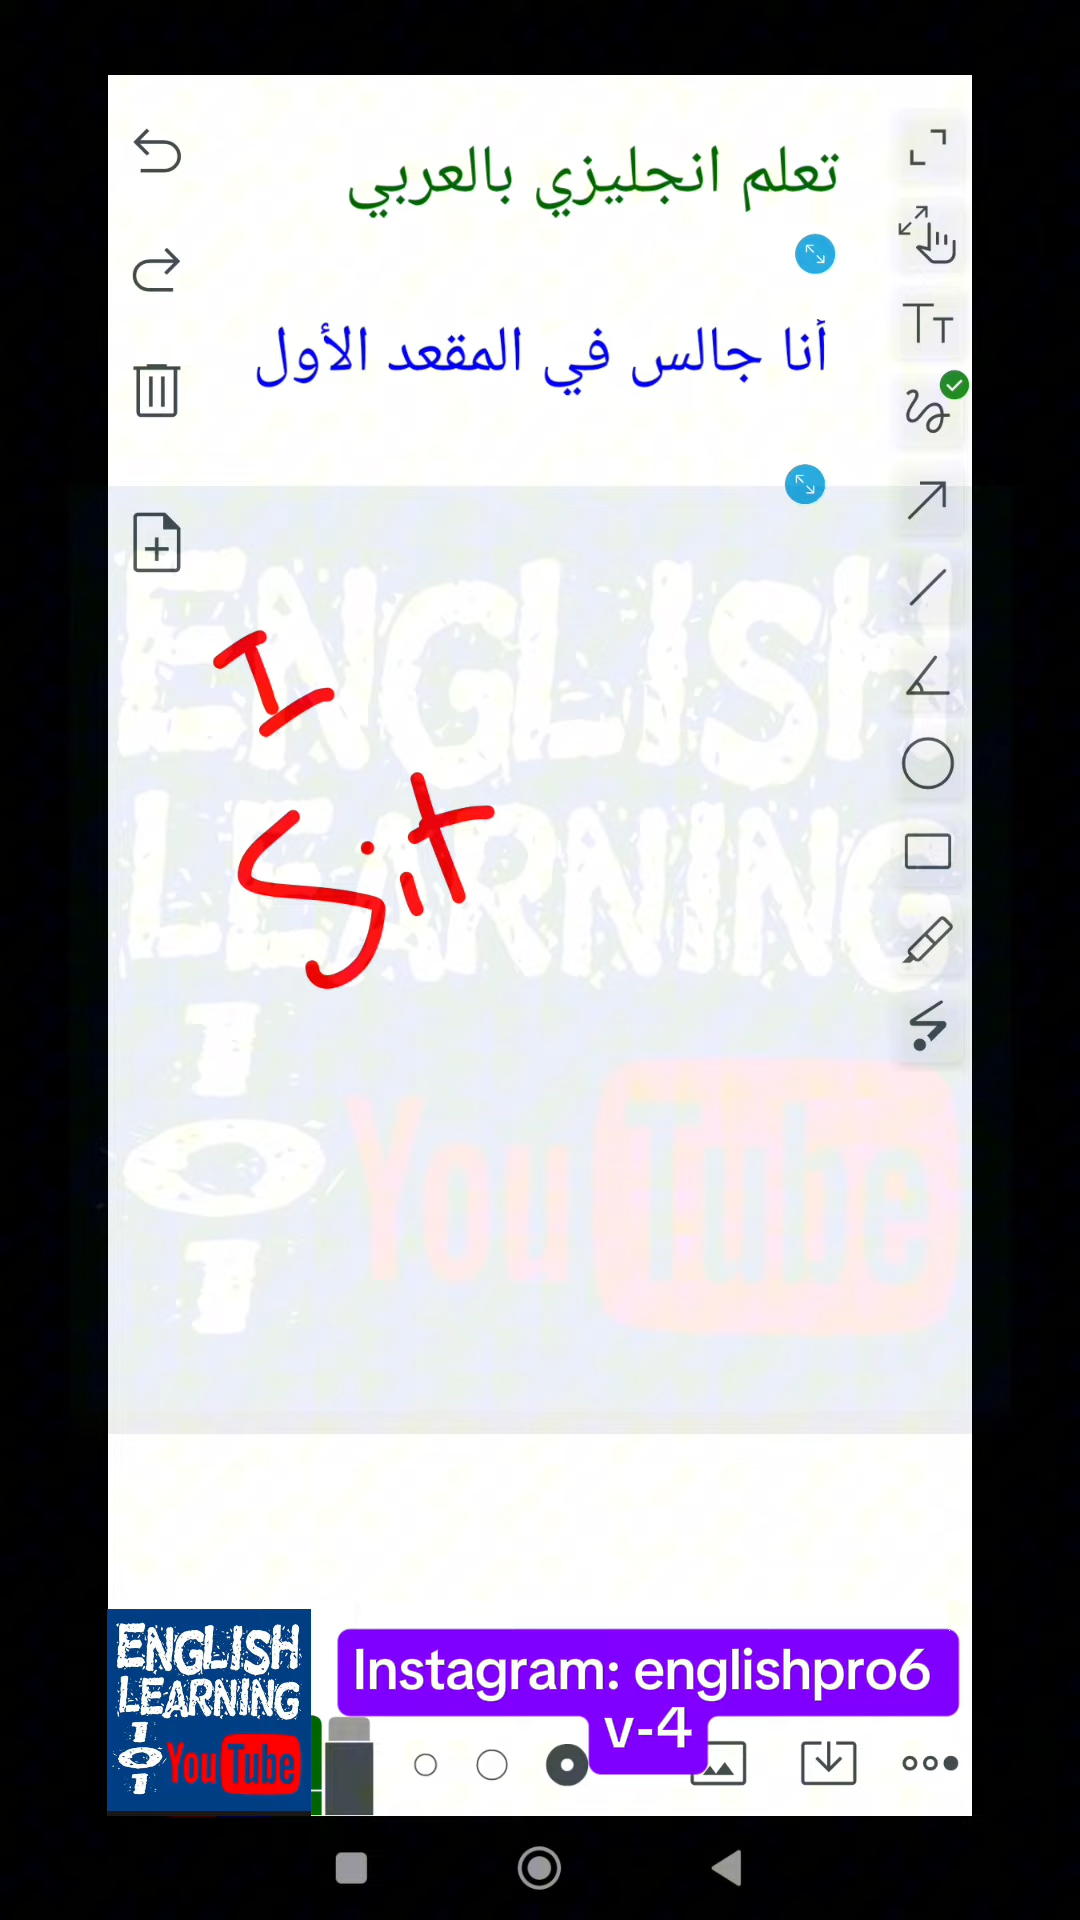 تعلم انجليزي بالعربي
أنا جالس في المقعد الأول
ENGLISH
LEARNING
101
YouTube
I
Sit
TT
ENGLISH
LEARNING
101
YouTube
Instagram: englishpro6
v-4